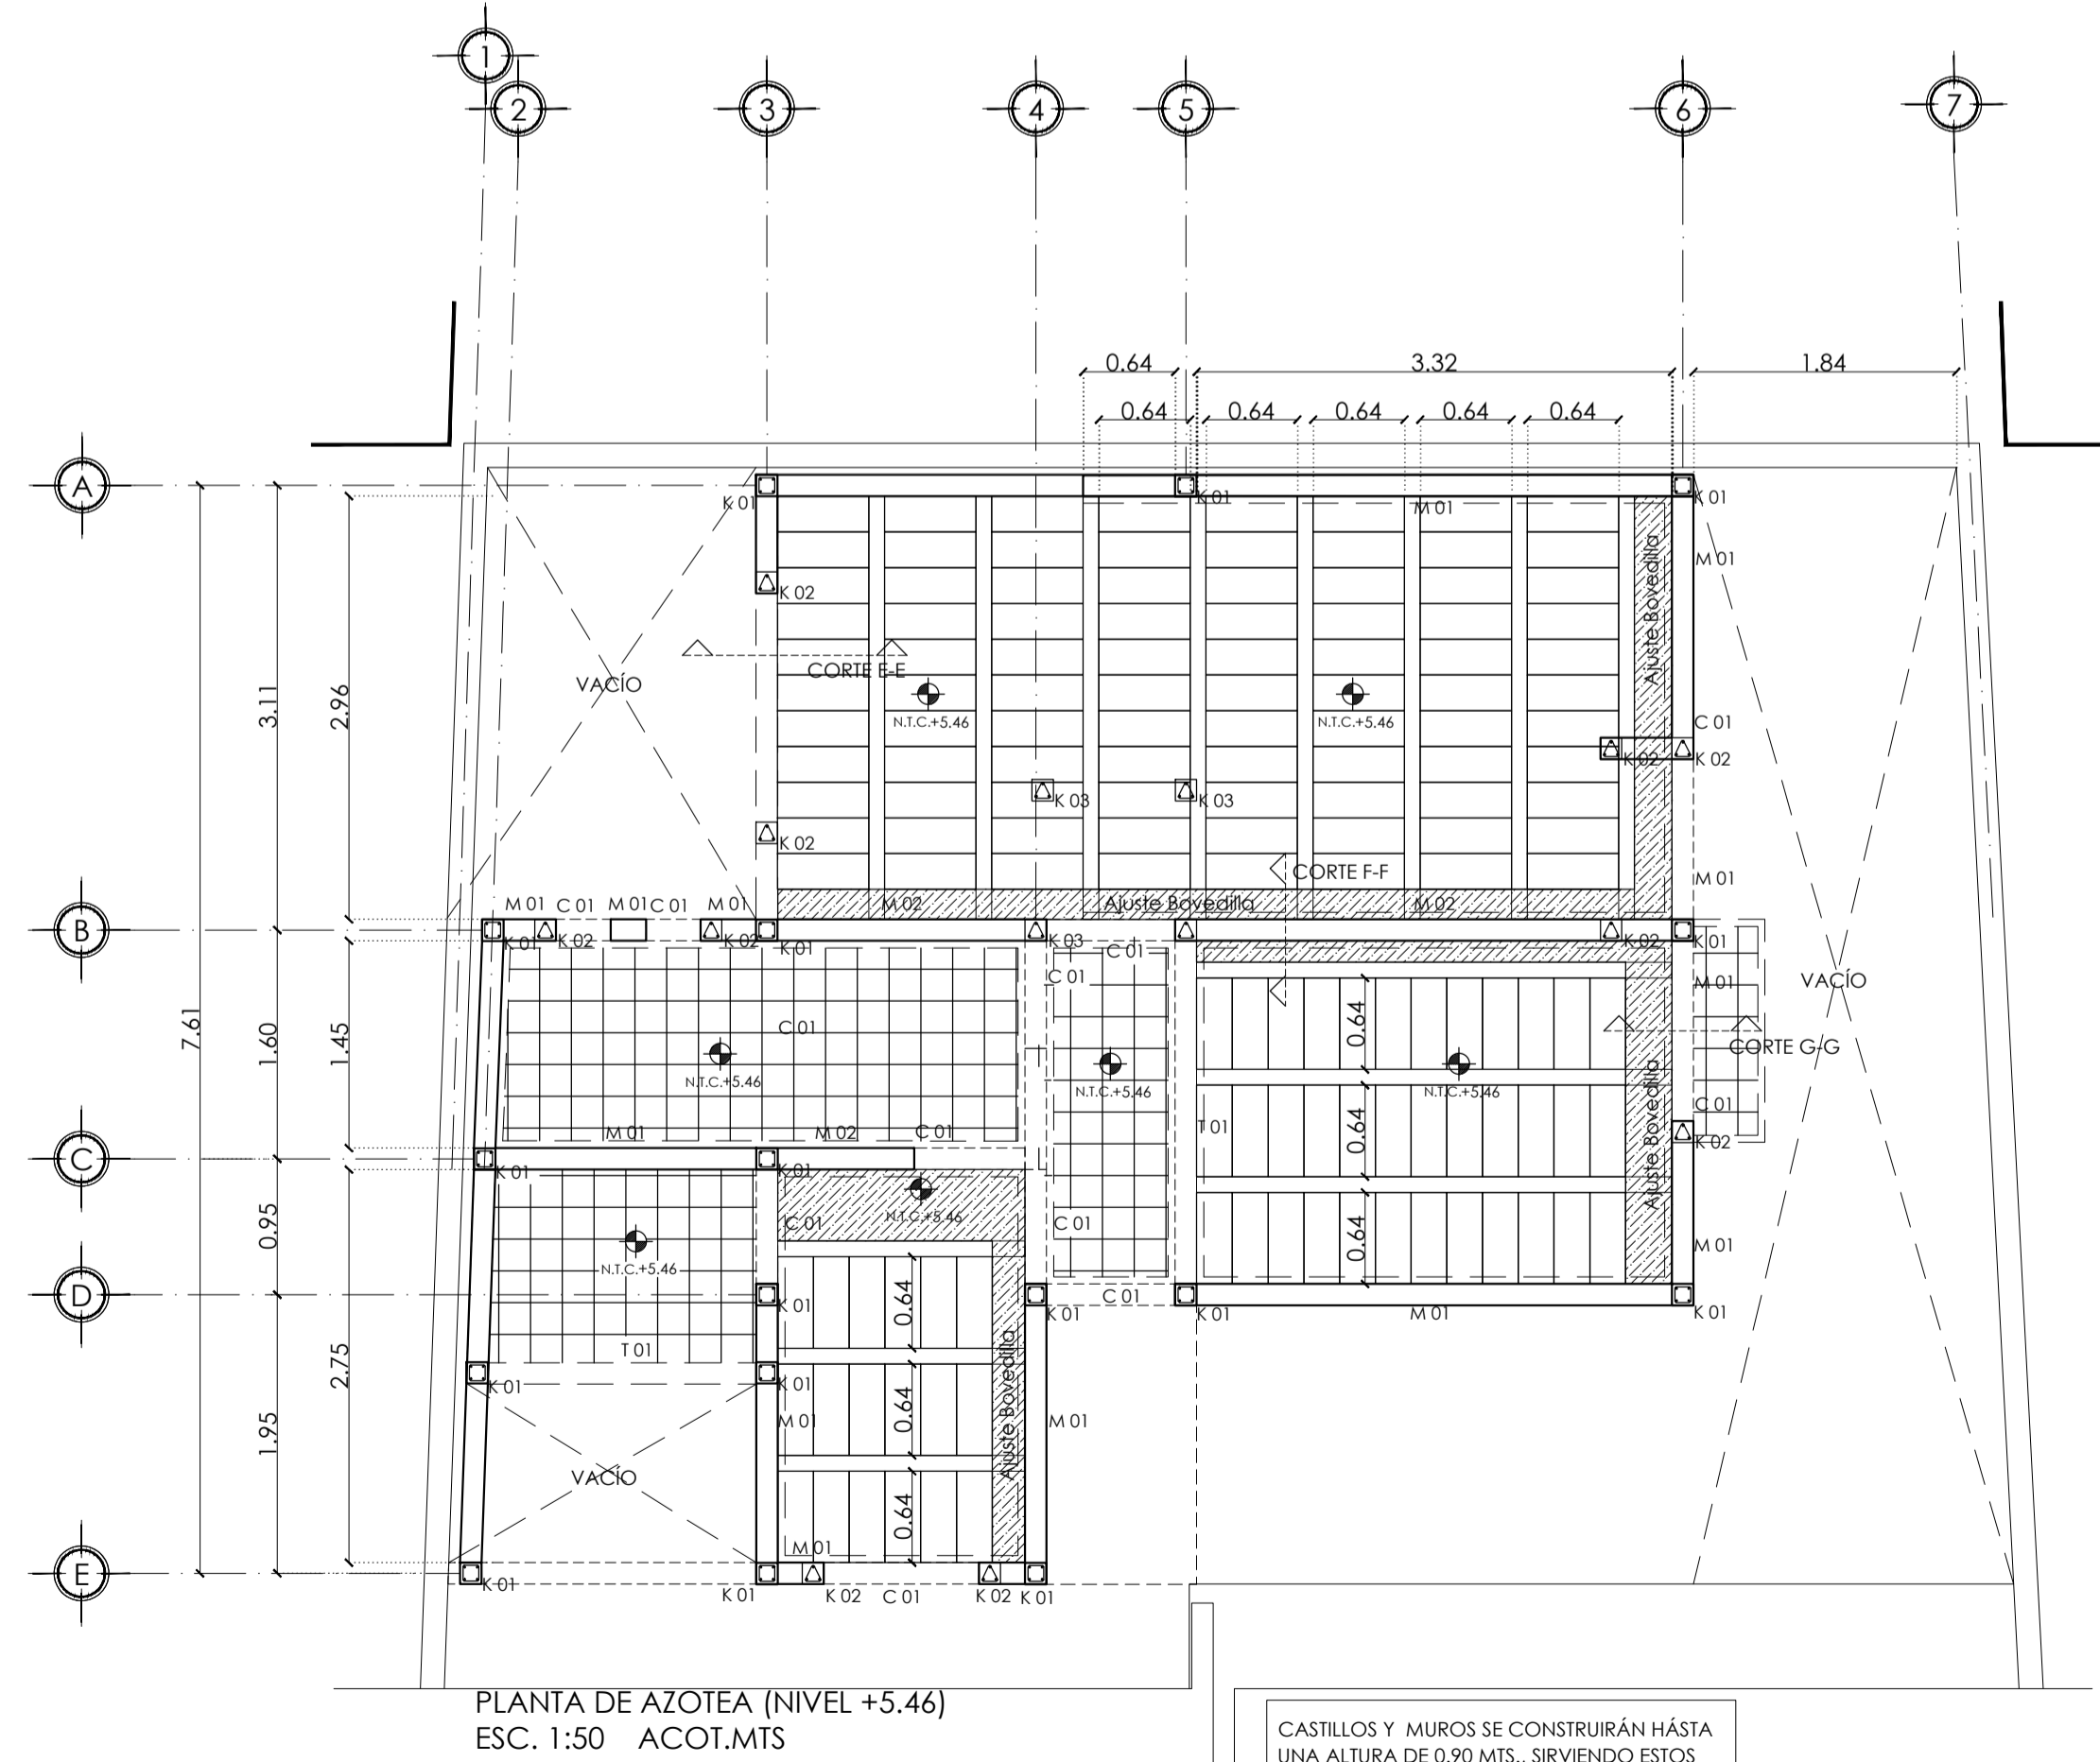 1
2
3
4
5
6
7
0.64
3.32
1.84
0.64
0.64
0.64
0.64
0.64
A
K 01
K 01
M 01
K 01
Ajuste Bovedilla
M 01
K 02
CORTE E-E
VACÍO
3.11
2.96
N.T.C.+5.46
N.T.C.+5.46
C 01
K 02
K 02
K 03
K 03
K 02
CORTE F-F
M 01
M 01
C 01
M 01
C 01
M 01
M 02
Ajuste Bovedilla
M 02
B
K 01
K 02
K 02
K 01
K 03
C 01
K 02
K 01
C 01
M 01
VACÍO
7.61
1.60
1.45
C 01
0.64
CORTE G-G
N.T.C.+5.46
N.T.C.+5.46
N.T.C.+5.46
C 01
M 01
M 02
C 01
T 01
0.64
Ajuste Bovedilla
K 02
C
K 01
K 01
0.95
C 01
N.T.C.+5.46
C 01
0.64
M 01
N.T.C.+5.46
D
K 01
0.64
K 01
C 01
K 01
M 01
K 01
T 01
2.75
K 01
K 01
Ajuste Bovedilla
M 01
0.64
M 01
1.95
VACÍO
0.64
M 01
E
K 01
K 01
K 02
C 01
K 02
K 01
PLANTA DE AZOTEA (NIVEL +5.46)
ESC. 1:50 ACOT.MTS
CASTILLOS Y MUROS SE CONSTRUIRÁN HÁSTA
UNA ALTURA DE 0.90 MTS., SIRVIENDO ESTOS